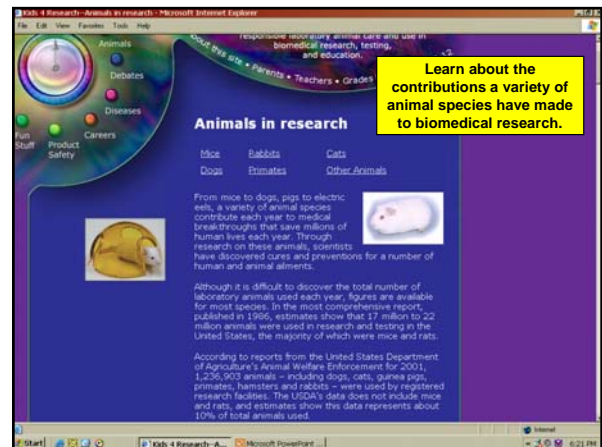 Kids 4 Research--Animals in research - Microsoft Internet Explorer
File Edit View Favorites Tools Help
responsible laboratory animal care and use in
biomedical research, testing,
and education.
About this site • Parents • Teachers • Grades
Animals
Debates
Diseases
Careers
Product
Safety
Fun
Stuff
Learn about the
contributions a variety of
animal species have made
to biomedical research.
Animals in research
Mice Rabbits Cats
Dogs Primates Other Animals
From mice to dogs, pigs to electric
eels, a variety of animal species
contribute each year to medical
breakthroughs that save millions of
human lives each year. Through
research on these animals, scientists
have discovered cures and preventions for a number of
human and animal ailments.
Although it is difficult to discover the total number of
laboratory animals used each year, figures are available
for most species. In the most comprehensive report,
published in 1986, estimates show that 17 million to 22
million animals were used in research and testing in the
United States, the majority of which were mice and rats.
According to reports from the United States Department
of Agriculture's Animal Welfare Enforcement for 2001,
1,236,903 animals – including dogs, cats, guinea pigs,
primates, hamsters and rabbits – were used by registered
research facilities. The USDA's data does not include mice
and rats, and estimates show this data represents about
10% of total animals used.
Internet
Start Kids 4 Research--A... Microsoft PowerPoint ... 6:21 PM